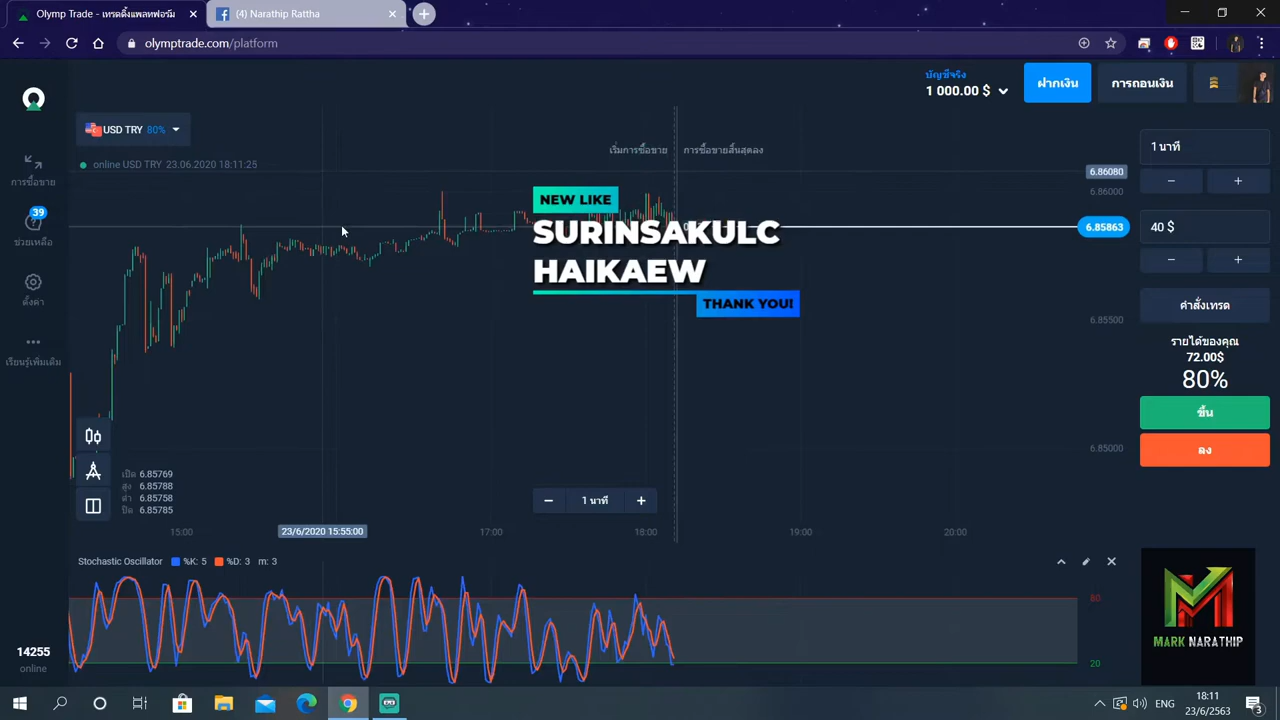 Olymp Trade - เทรดดิ้งแพลทฟอร์ม
(4) Narathip Rattha
olymptrade.com/platform
บัญชีจริง
1 000.00 $
ฝากเงิน
การถอนเงิน
USD TRY 80%
online USD TRY 23.06.2020 18:11:25
เริ่มการซื้อขาย
การซื้อขายสิ้นสุดลง
1 นาที
6.86080
6.86000
NEW LIKE
SURINSAKULC
HAIKAEW
THANK YOU!
6.85863
40 $
การซื้อขาย
39
ช่วยเหลือ
ตั้งค่า
เรียนรู้เพิ่มเติม
6.85500
คำสั่งเทรด
รายได้ของคุณ
72.00$
80%
ขึ้น
ลง
6.85000
เปิด 6.85769
สูง 6.85788
ต่ำ 6.85758
ปิด 6.85785
1 นาที
15:00
23/6/2020 15:55:00
17:00
18:00
19:00
20:00
Stochastic Oscillator %K: 5 %D: 3 m: 3
80
20
MARK NARATHIP
14255
online
ENG
18:11
23/6/2563
3